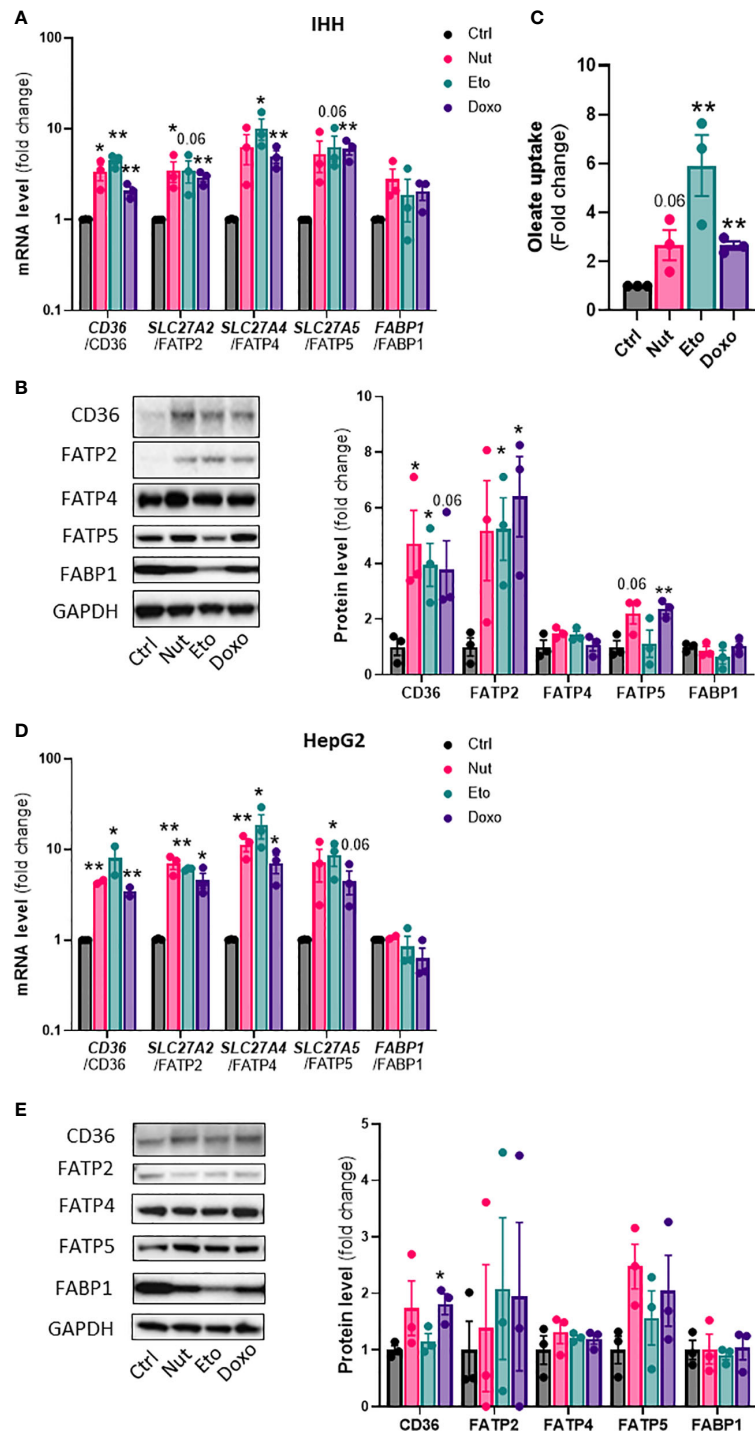 A
IHH
Ctrl
Nut
Eto
Doxo
mRNA level (fold change)
100
10
1
0.1
* ** **
* 0.06 **
* **
0.06 **
CD36 SLC27A2 SLC27A4 SLC27A5 FABP1
/CD36 /FATP2 /FATP4 /FATP5 /FABP1
C
Oleate uptake
(Fold change)
10
8
6
4
2
0
0.06 ** **
Ctrl Nut Eto Doxo
B
CD36
FATP2
FATP4
FATP5
FABP1
GAPDH
Ctrl Nut Eto Doxo
Protein level (fold change)
10
8
6
4
2
0
* * 0.06
* *
0.06 **
CD36 FATP2 FATP4 FATP5 FABP1
D
HepG2
Ctrl
Nut
Eto
Doxo
mRNA level (fold change)
100
10
1
0.1
** * **
** ** *
** * *
* 0.06
CD36 SLC27A2 SLC27A4 SLC27A5 FABP1
/CD36 /FATP2 /FATP4 /FATP5 /FABP1
E
CD36
FATP2
FATP4
FATP5
FABP1
GAPDH
Ctrl Nut Eto Doxo
Protein level (fold change)
5
4
3
2
1
0
*
CD36 FATP2 FATP4 FATP5 FABP1